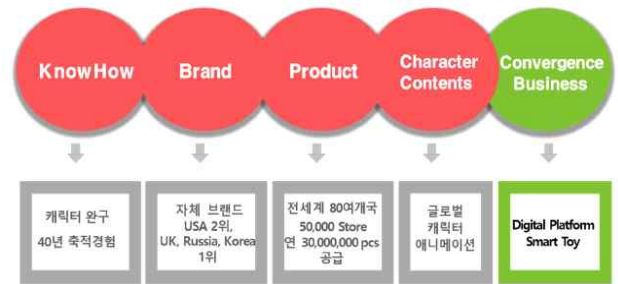 KnowHow
Brand
Product
Character
Contents
Convergence
Business
캐릭터 완구
40년 축적경험
자체 브랜드
USA 2위,
UK, Russia, Korea
1위
전세계 80여개국
50,000 Store
연 30,000,000 pcs
공급
글로벌
캐릭터
애니메이션
Digital Platform
Smart Toy